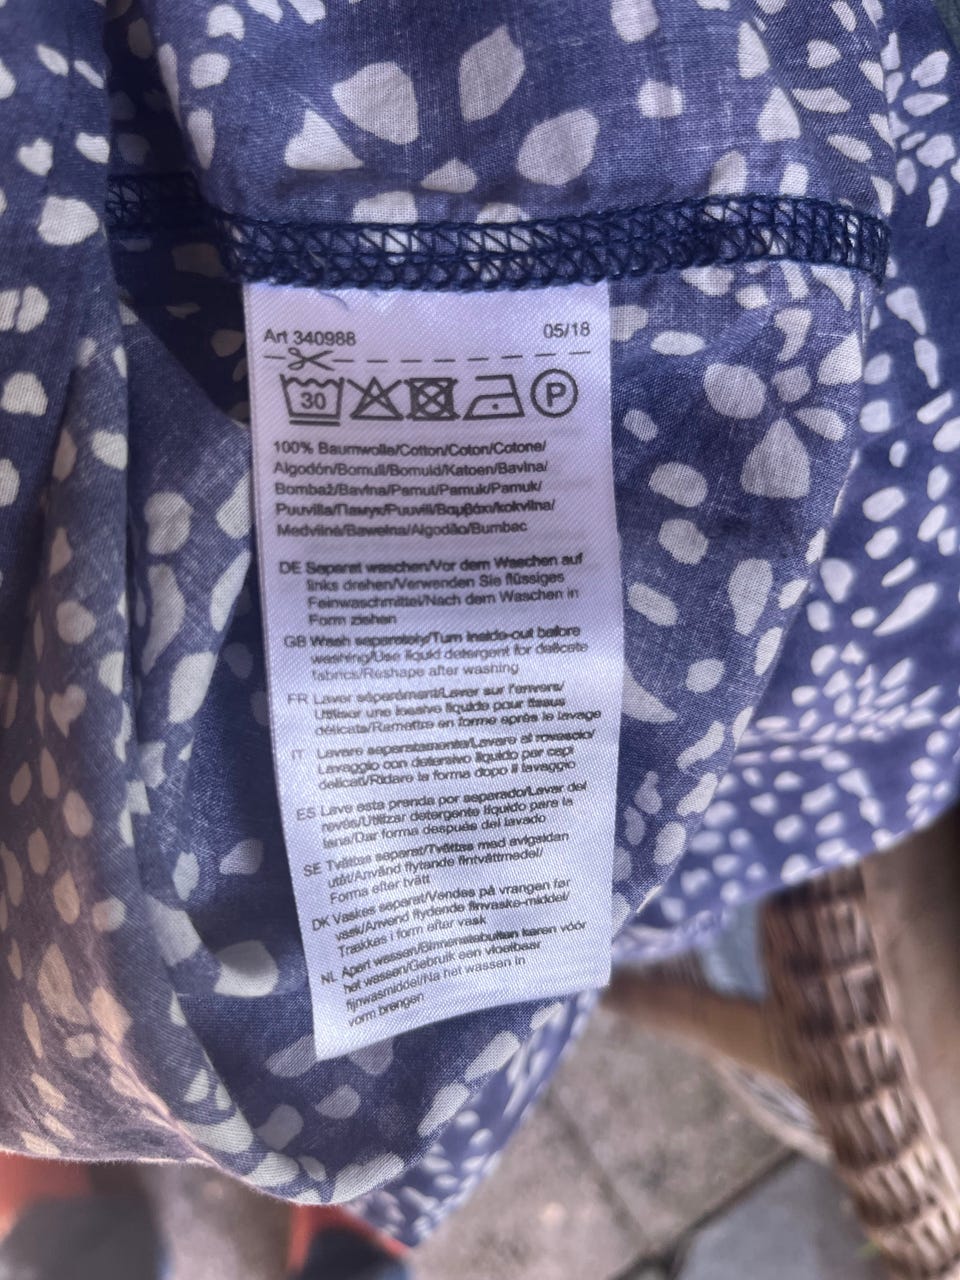 Art 340988 05/18
30 P
100% Baumwolle/Cotton/Coton/Cotone/
Algodón/Bomull/Bomuld/Katoen/Bavlna/
Bombaž/Bavlna/Pamut/Pamuk/Pamuk/
Puuvilla/Памук/Puuvill/Βαμβάκι/kokvilna/
Medvilnė/Bawełna/Algodão/Bumbac
DE Separat waschen/Vor dem Waschen auf
links drehen/Verwenden Sie flüssiges
Feinwaschmittel/Nach dem Waschen in
Form ziehen
GB Wash separately/Turn inside-out before
washing/Use liquid detergent for delicate
fabrics/Reshape after washing
FR Laver séparément/Laver sur l'envers/
Utiliser une lessive liquide pour tissus
délicats/Remettre en forme après le lavage
IT Lavare separatamente/Lavare al rovescio/
Lavaggio con detersivo liquido per capi
delicati/Ridare la forma dopo il lavaggio
ES Lave esta prenda por separado/Lavar del
revés/Utilizar detergente líquido para la
lana/Dar forma después del lavado
SE Tvättas separat/Tvättas med avigsidan
utåt/Använd flytande fintvättmedel/
Forma efter tvätt
DK Vaskes separat/Vendes på vrangen før
vask/Anvend flydende finvaske-middel/
Trækkes i form efter vask
NL Apart wassen/Binnenstebuiten keren vóór
het wassen/Gebruik een vloeibaar
fijnwasmiddel/Na het wassen in
vorm brengen